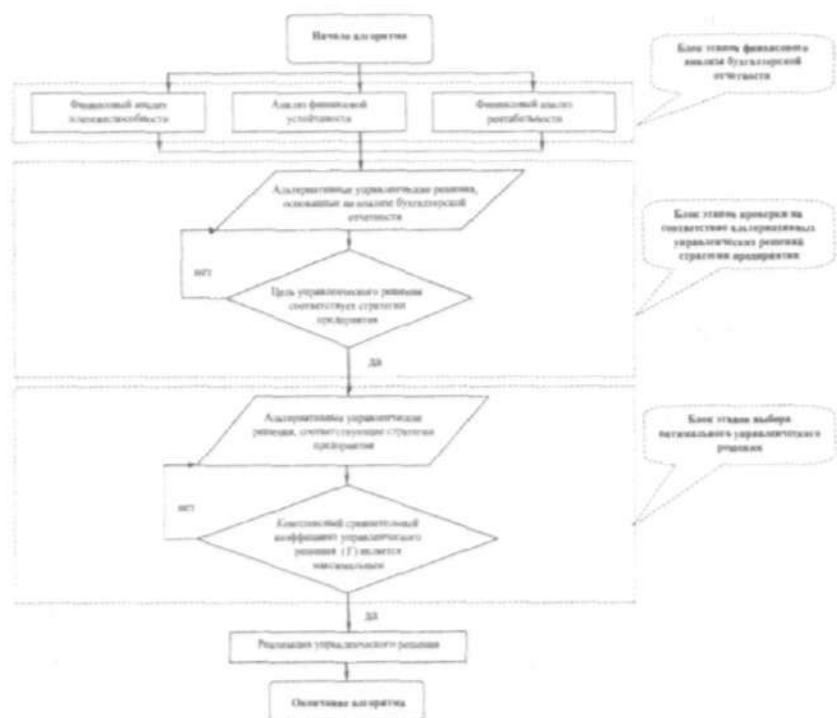 Начало алгоритма
Блок этапов финансового
анализа бухгалтерской
отчетности
Финансовый анализ
платежеспособности
Анализ финансовой
устойчивости
Финансовый анализ
рентабельности
Альтернативные управленческие решения,
основанные на анализе бухгалтерской
отчетности
Блок этапов проверки на
соответствие альтернативных
управленческих решений
стратегии предприятия
нет
Цель управленческого решения
соответствует стратегии
предприятия
да
Альтернативные управленческие
решения, соответствующие стратегии
предприятия
Блок этапов выбора
оптимального управленческого
решения
нет
Комплексный сравнительный
коэффициент управленческого
решения (Y) является
максимальным
да
Реализация управленческого решения
Окончание алгоритма